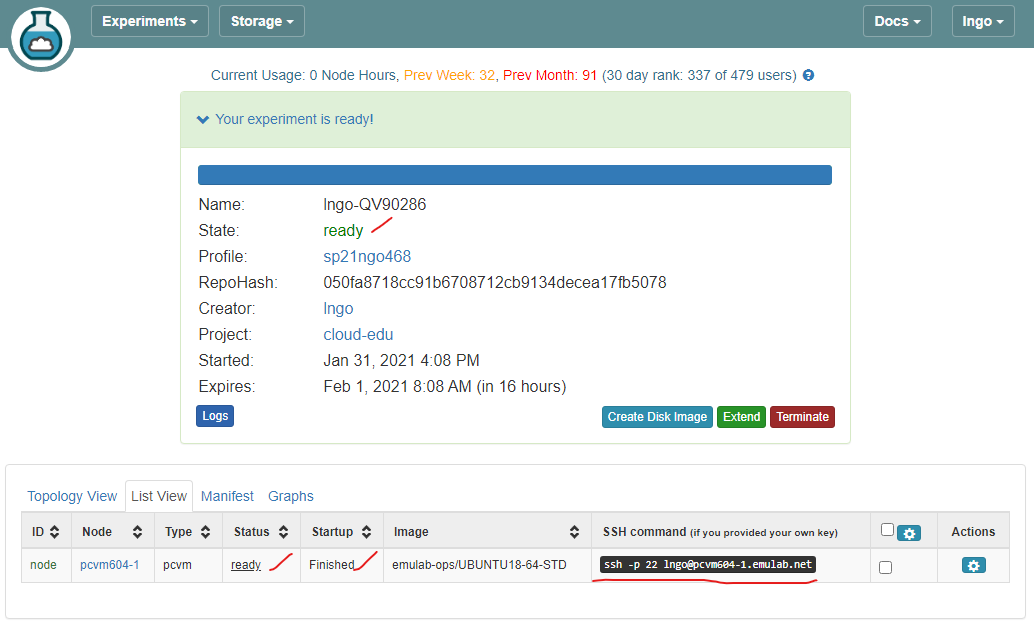 Experiments Storage Docs lngo
Current Usage: 0 Node Hours, Prev Week: 32, Prev Month: 91 (30 day rank: 337 of 479 users)
Your experiment is ready!
Name: lngo-QV90286
State: ready
Profile: sp21ngo468
RepoHash: 050fa8718cc91b6708712cb9134decea17fb5078
Creator: lngo
Project: cloud-edu
Started: Jan 31, 2021 4:08 PM
Expires: Feb 1, 2021 8:08 AM (in 16 hours)
Logs Create Disk Image Extend Terminate
Topology View List View Manifest Graphs
ID Node Type Status Startup Image SSH command (if you provided your own key) Actions
node pcvm604-1 pcvm ready Finished emulab-ops/UBUNTU18-64-STD ssh -p 22 lngo@pcvm604-1.emulab.net